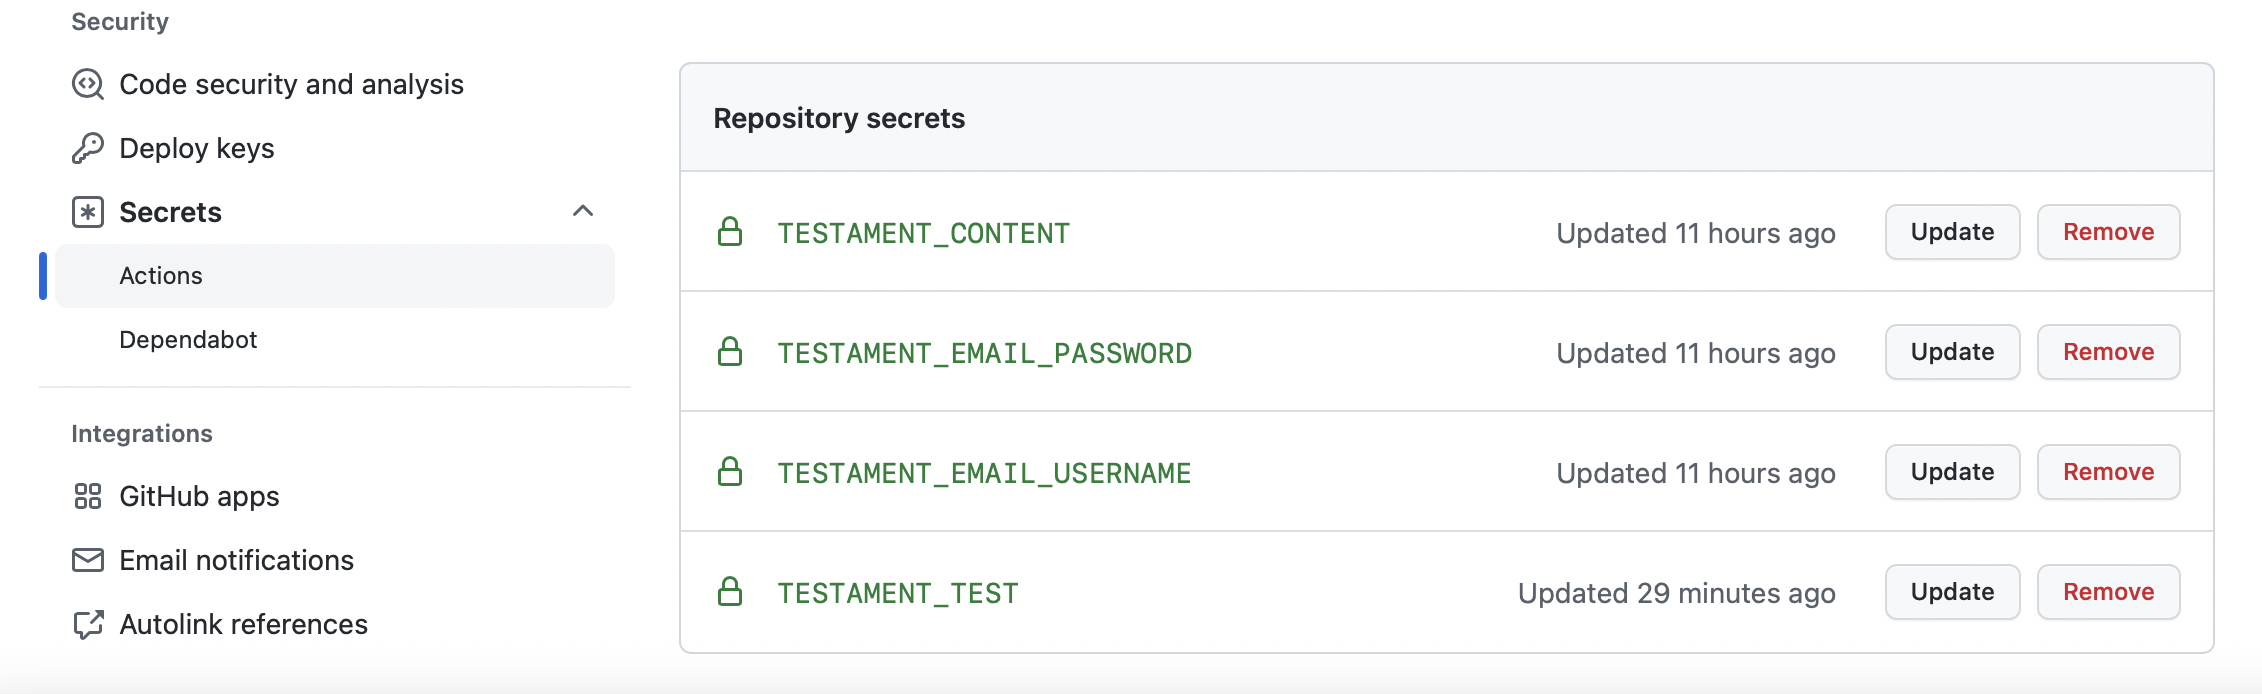 Security
Code security and analysis
Deploy keys
Secrets
Actions
Dependabot
Integrations
GitHub apps
Email notifications
Autolink references
Repository secrets
TESTAMENT_CONTENT Updated 11 hours ago Update Remove
TESTAMENT_EMAIL_PASSWORD Updated 11 hours ago Update Remove
TESTAMENT_EMAIL_USERNAME Updated 11 hours ago Update Remove
TESTAMENT_TEST Updated 29 minutes ago Update Remove